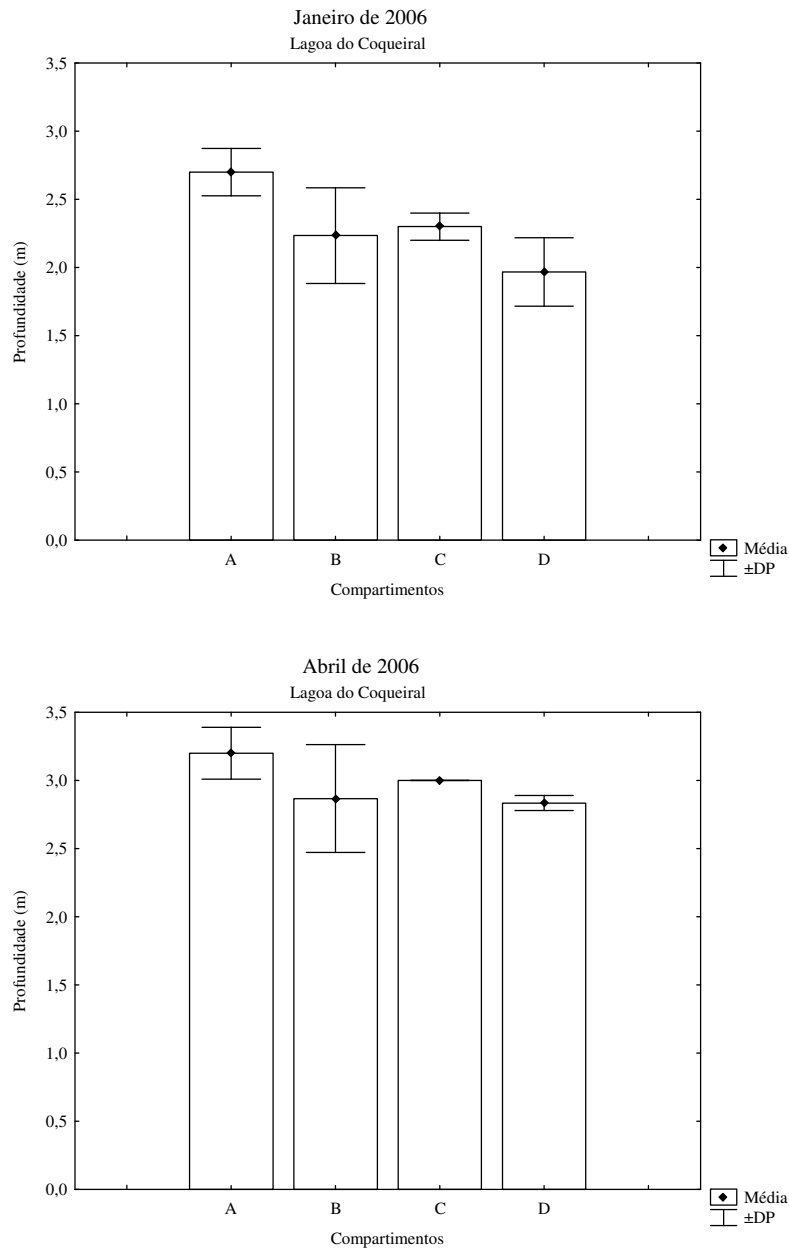 Janeiro de 2006
Lagoa do Coqueiral
3,5
3,0
2,5
2,0
1,5
1,0
0,5
0,0
Profundidade (m)
A B C D
Compartimentos
Média
±DP
Abril de 2006
Lagoa do Coqueiral
3,5
3,0
2,5
2,0
1,5
1,0
0,5
0,0
Profundidade (m)
A B C D
Compartimentos
Média
±DP